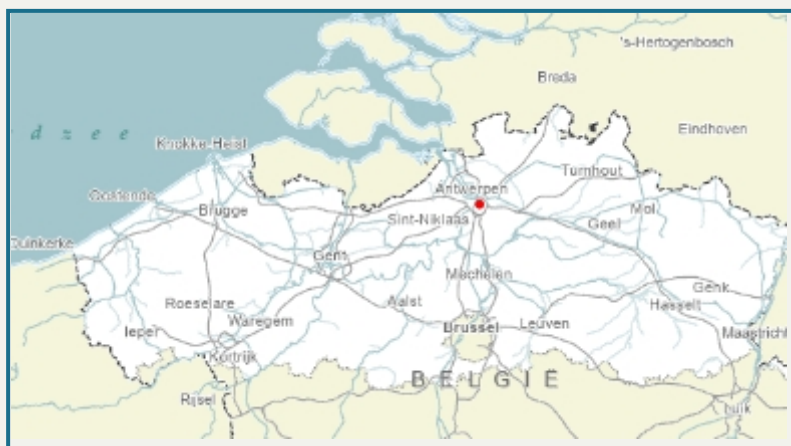 's-Hertogenbosch
Breda
Eindhoven
d z e e
Knokke-Heist
Turnhout
Antwerpen
Oostende
Brugge
Sint-Niklaas
Mol
Geel
Duinkerke
Gent
Mechelen
Genk
Roeselare
Aalst
Hasselt
Waregem
Ieper
Brussel
Leuven
Maastricht
Kortrijk
BELGIË
Rijsel
Luik